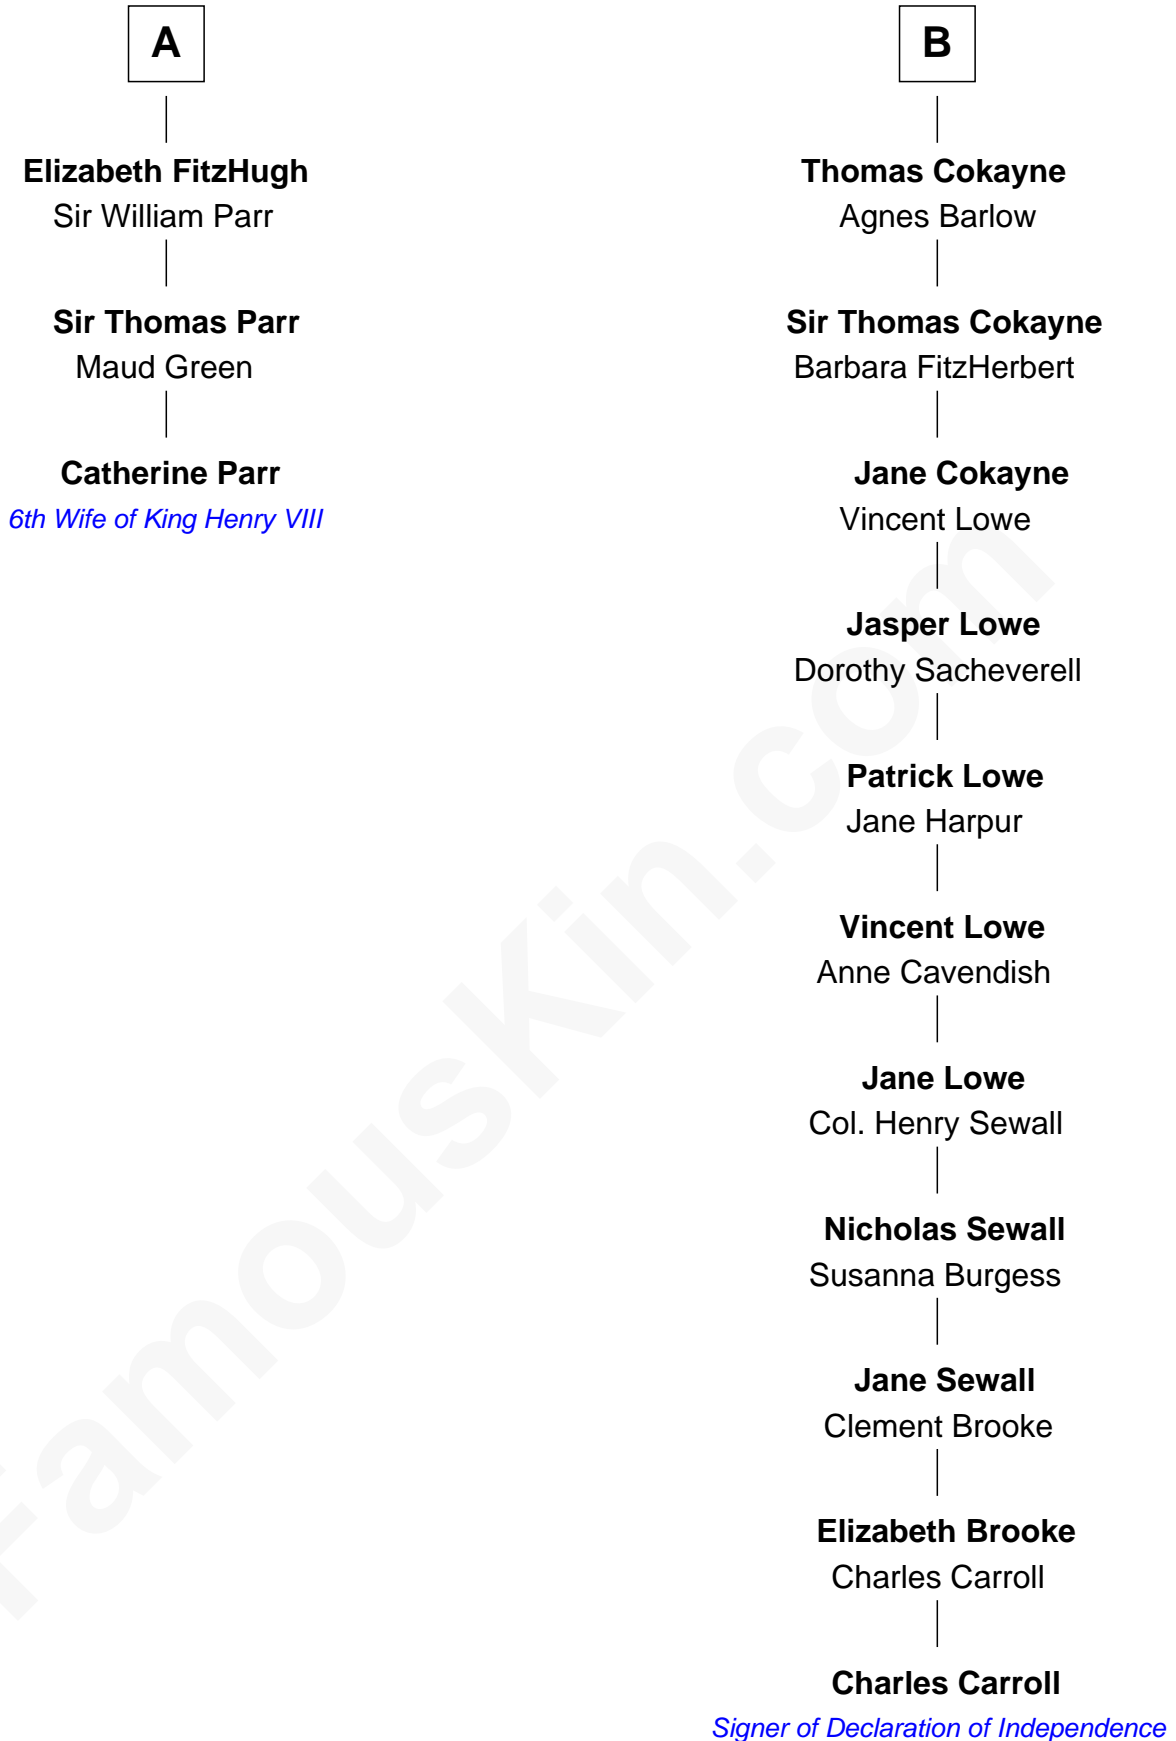 A
Elizabeth FitzHugh
Sir William Parr
Sir Thomas Parr
Maud Green
Catherine Parr
6th Wife of King Henry VIII
B
Thomas Cokayne
Agnes Barlow
Sir Thomas Cokayne
Barbara FitzHerbert
Jane Cokayne
Vincent Lowe
Jasper Lowe
Dorothy Sacheverell
Patrick Lowe
Jane Harpur
Vincent Lowe
Anne Cavendish
Jane Lowe
Col. Henry Sewall
Nicholas Sewall
Susanna Burgess
Jane Sewall
Clement Brooke
Elizabeth Brooke
Charles Carroll
Charles Carroll
Signer of Declaration of Independence
FamousKin.com